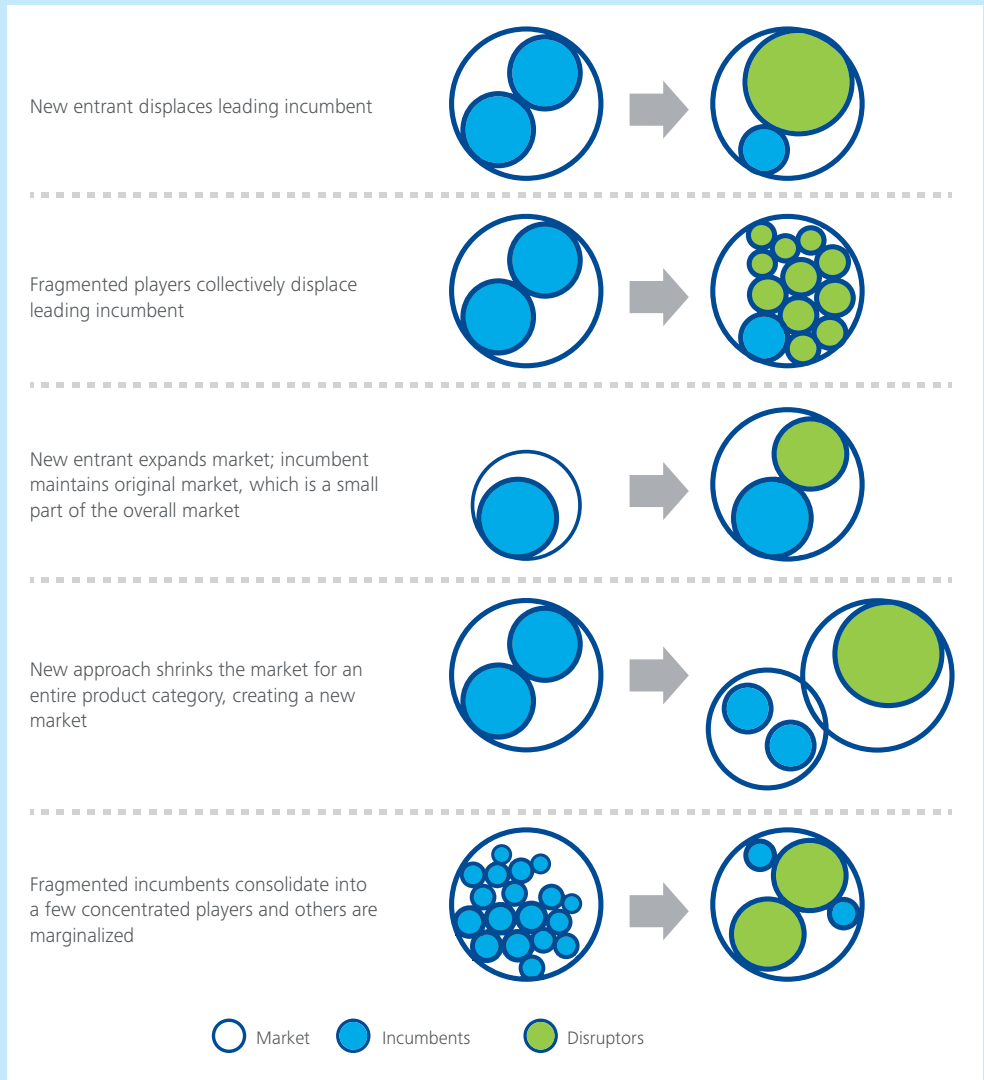 New entrant displaces leading incumbent
Fragmented players collectively displace
leading incumbent
New entrant expands market; incumbent
maintains original market, which is a small
part of the overall market
New approach shrinks the market for an
entire product category, creating a new
market
Fragmented incumbents consolidate into
a few concentrated players and others are
marginalized
Market Incumbents Disruptors